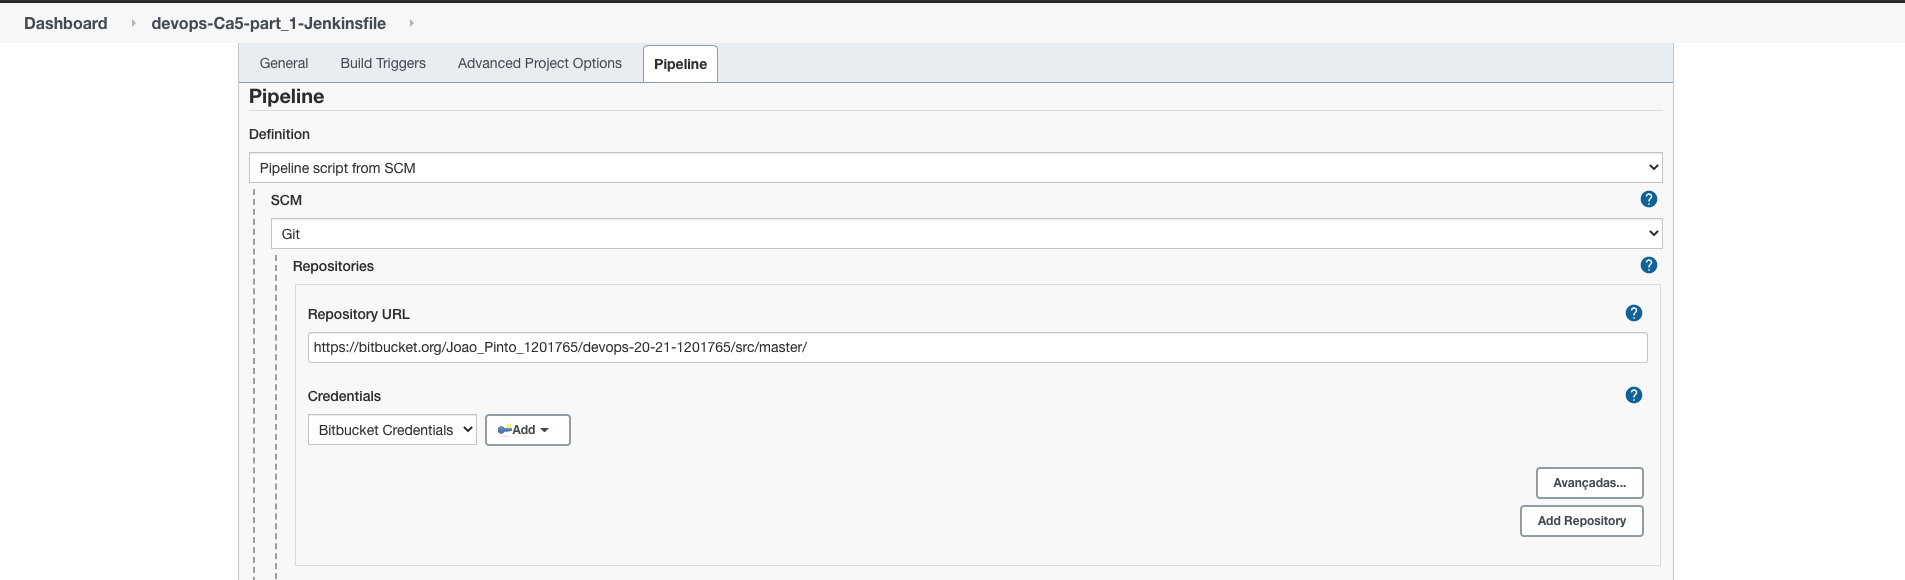 Dashboard devops-Ca5-part_1-Jenkinsfile
General Build Triggers Advanced Project Options Pipeline
Pipeline
Definition
Pipeline script from SCM
SCM
?
Git
Repositories
?
Repository URL
?
https://bitbucket.org/Joao_Pinto_1201765/devops-20-21-1201765/src/master/
Credentials
?
Bitbucket Credentials Add
Avançadas...
Add Repository